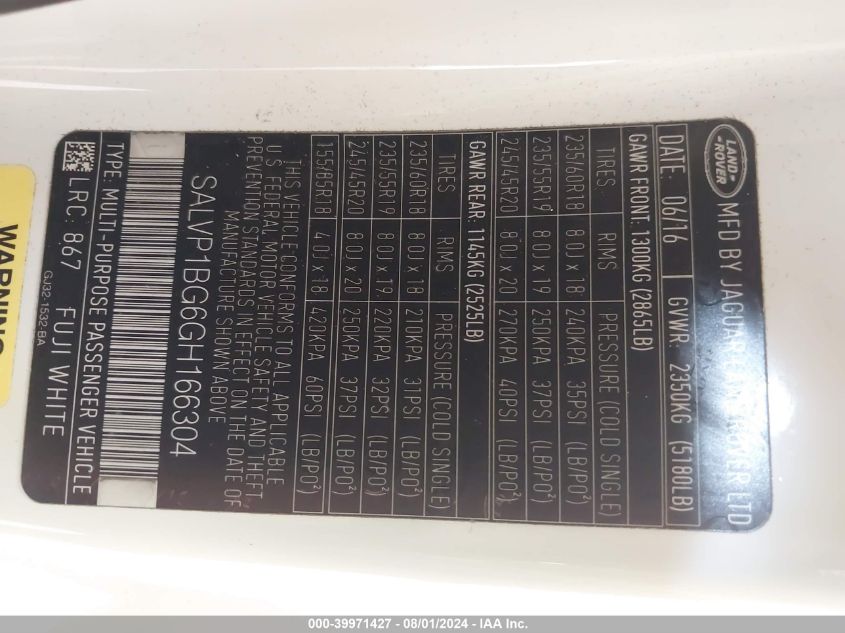 LAND ROVER
MFD BY JAGUAR LAND ROVER LTD
DATE: 06/16 GVWR: 2350KG (5180LB)
GAWR FRONT: 1300KG (2865LB)
TIRES RIMS PRESSURE (COLD SINGLE)
235/60R18 8.0J x 18 240KPA 35PSI (LB/PO²)
235/55R19 8.0J x 19 250KPA 37PSI (LB/PO²)
245/45R20 8.0J x 20 270KPA 40PSI (LB/PO²)
GAWR REAR: 1145KG (2525LB)
TIRES RIMS PRESSURE (COLD SINGLE)
235/60R18 8.0J x 18 210KPA 31PSI (LB/PO²)
235/55R19 8.0J x 19 220KPA 32PSI (LB/PO²)
245/45R20 8.0J x 20 250KPA 37PSI (LB/PO²)
155/85R18 4.0J x 18 420KPA 60PSI (LB/PO²)
THIS VEHICLE CONFORMS TO ALL APPLICABLE
U.S. FEDERAL MOTOR VEHICLE SAFETY AND THEFT
PREVENTION STANDARDS IN EFFECT ON THE DATE OF
MANUFACTURE SHOWN ABOVE
SALVP1BG6GH166304
TYPE: MULTI-PURPOSE PASSENGER VEHICLE
LRC: 867 FUJI WHITE
GJ32-1532-BA
WARNING
000-39971427 - 08/01/2024 - IAA Inc.